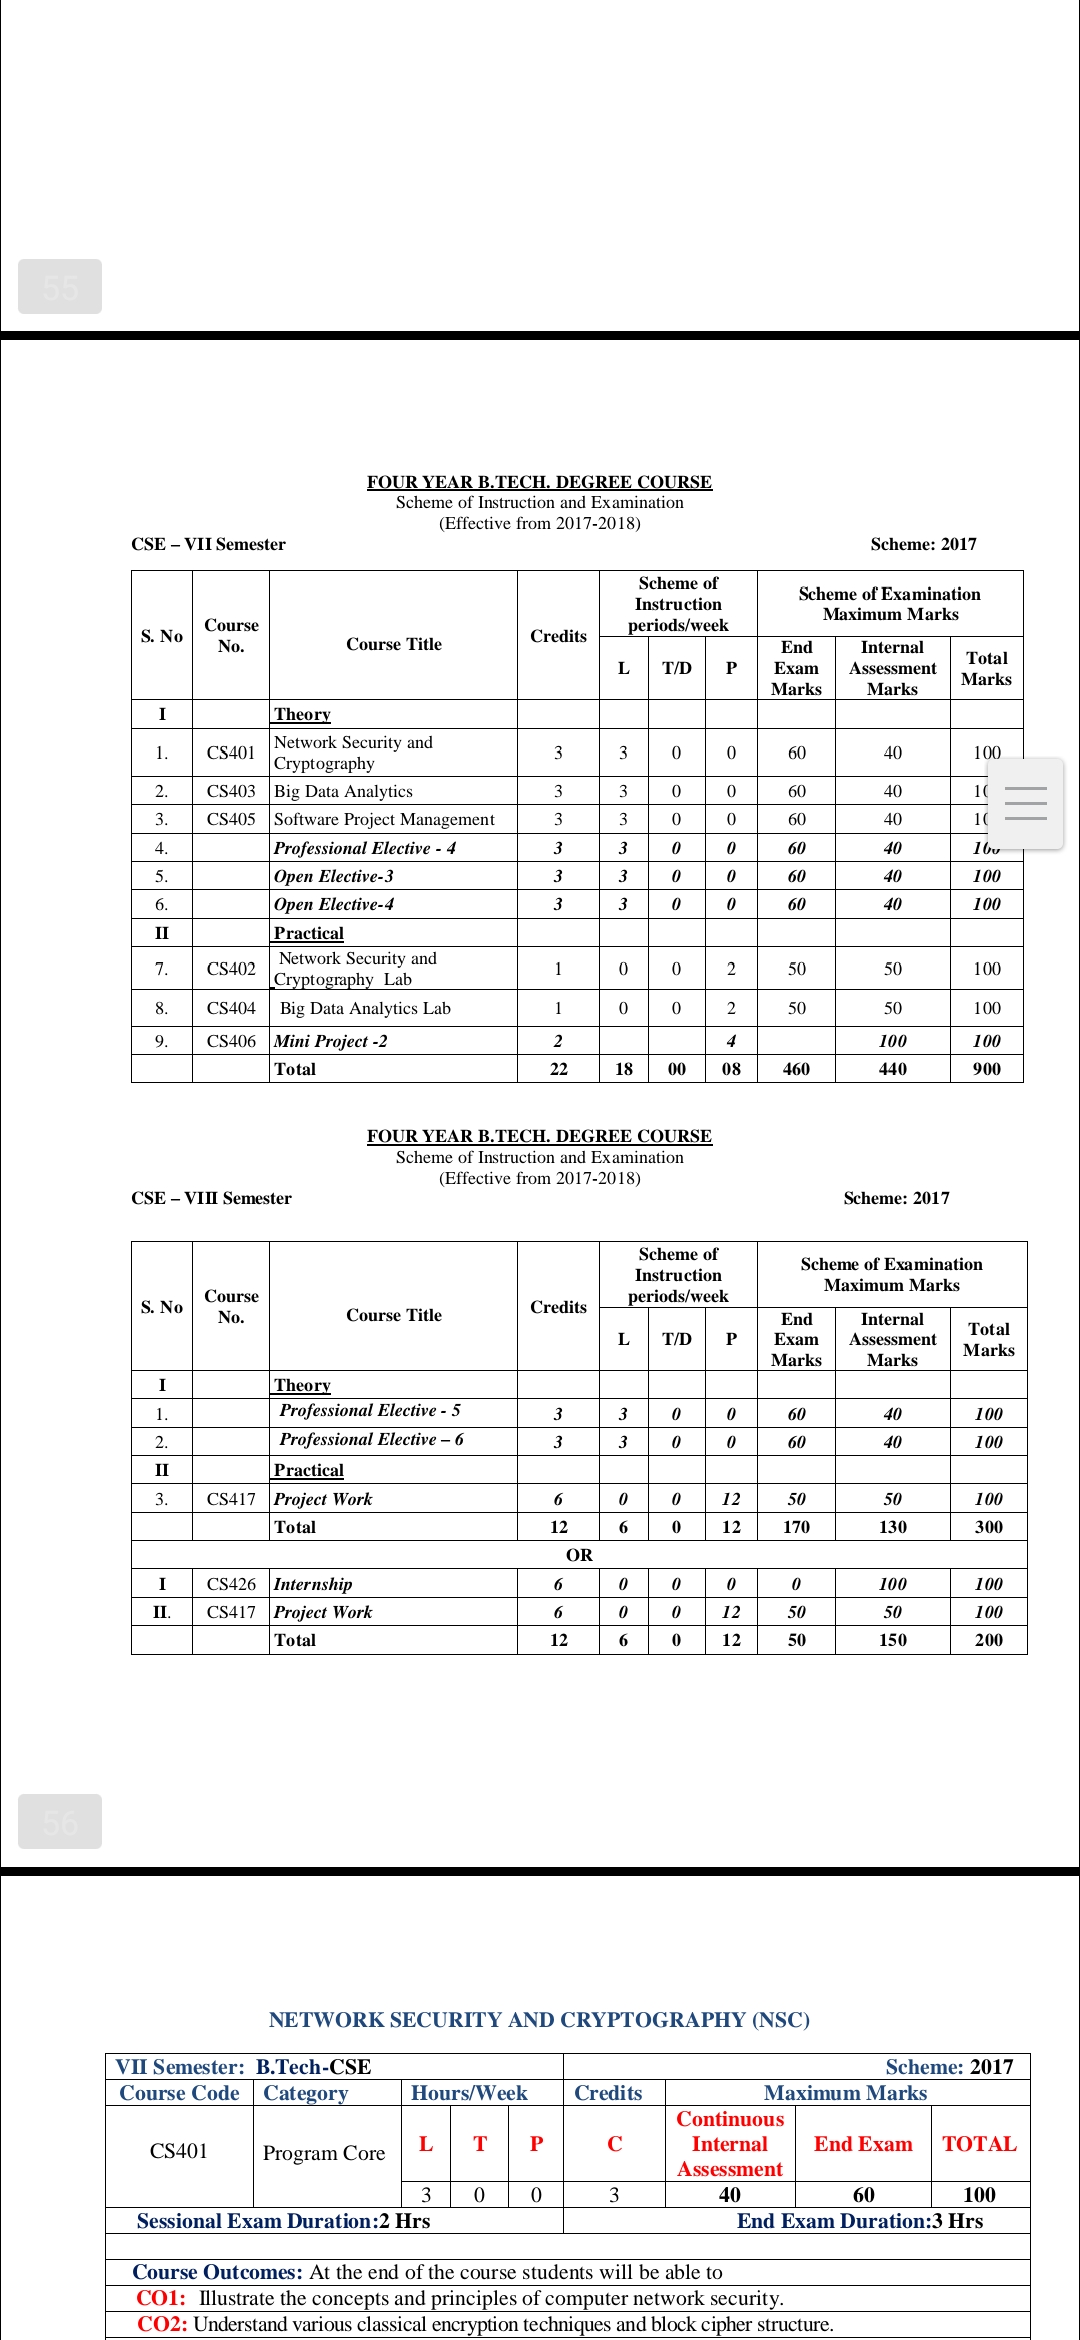 55
FOUR YEAR B.TECH. DEGREE COURSE
Scheme of Instruction and Examination
(Effective from 2017-2018)
CSE – VII Semester Scheme: 2017
S. No Course No. Course Title Credits Scheme of Instruction periods/week Scheme of Examination Maximum Marks
L T/D P End Exam Marks Internal Assessment Marks Total Marks
I Theory
1. CS401 Network Security and Cryptography 3 3 0 0 60 40 100
2. CS403 Big Data Analytics 3 3 0 0 60 40
3. CS405 Software Project Management 3 3 0 0 60 40
4. Professional Elective - 4 3 3 0 0 60 40 100
5. Open Elective-3 3 3 0 0 60 40 100
6. Open Elective-4 3 3 0 0 60 40 100
II Practical
7. CS402 Network Security and Cryptography Lab 1 0 0 2 50 50 100
8. CS404 Big Data Analytics Lab 1 0 0 2 50 50 100
9. CS406 Mini Project -2 2 4 100 100
Total 22 18 00 08 460 440 900
FOUR YEAR B.TECH. DEGREE COURSE
Scheme of Instruction and Examination
(Effective from 2017-2018)
CSE – VIII Semester Scheme: 2017
S. No Course No. Course Title Credits Scheme of Instruction periods/week Scheme of Examination Maximum Marks
L T/D P End Exam Marks Internal Assessment Marks Total Marks
I Theory
1. Professional Elective - 5 3 3 0 0 60 40 100
2. Professional Elective – 6 3 3 0 0 60 40 100
II Practical
3. CS417 Project Work 6 0 0 12 50 50 100
Total 12 6 0 12 170 130 300
OR
I CS426 Internship 6 0 0 0 0 100 100
II. CS417 Project Work 6 0 0 12 50 50 100
Total 12 6 0 12 50 150 200
56
NETWORK SECURITY AND CRYPTOGRAPHY (NSC)
VII Semester: B.Tech-CSE Scheme: 2017
Course Code Category Hours/Week Credits Maximum Marks
CS401 Program Core L T P C Continuous Internal Assessment End Exam TOTAL
3 0 0 3 40 60 100
Sessional Exam Duration:2 Hrs End Exam Duration:3 Hrs
Course Outcomes: At the end of the course students will be able to
CO1: Illustrate the concepts and principles of computer network security.
CO2: Understand various classical encryption techniques and block cipher structure.